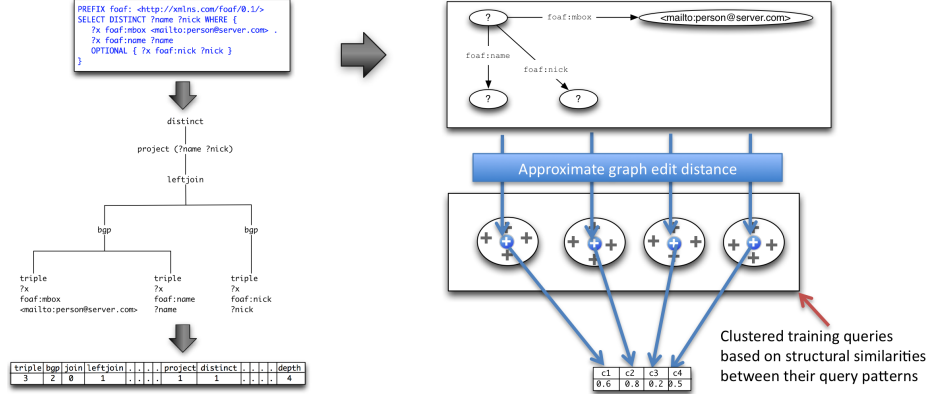 PREFIX foaf: <http://xmlns.com/foaf/0.1/>
SELECT DISTINCT ?name ?nick WHERE {
?x foaf:mbox <mailto:person@server.com> .
?x foaf:name ?name
OPTIONAL { ?x foaf:nick ?nick }
}
distinct
project (?name ?nick)
leftjoin
bgp bgp
triple triple triple
?x ?x ?x
foaf:mbox foaf:name foaf:nick
<mailto:person@server.com> ?name ?nick
triple bgp join leftjoin . . . . project distinct . . . . depth
3 2 0 1 . . . . 1 1 . . . . 4
? foaf:mbox <mailto:person@server.com>
foaf:name
foaf:nick
? ?
Approximate graph edit distance
Clustered training queries
based on structural similarities
between their query patterns
c1 c2 c3 c4
0.6 0.8 0.2 0.5